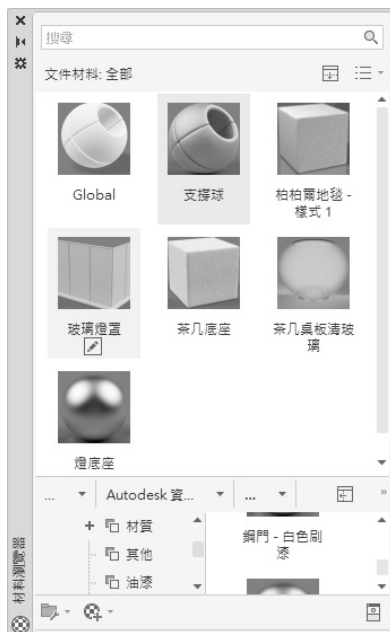 搜尋
文件材料: 全部
Global
支撐球
柏柏爾地毯 -
樣式 1
玻璃燈罩
茶几底座
茶几桌板清玻
璃
燈底座
...
Autodesk 資...
...
»
材質
其他
油漆
鋼門 - 白色刷
漆
材料瀏覽器